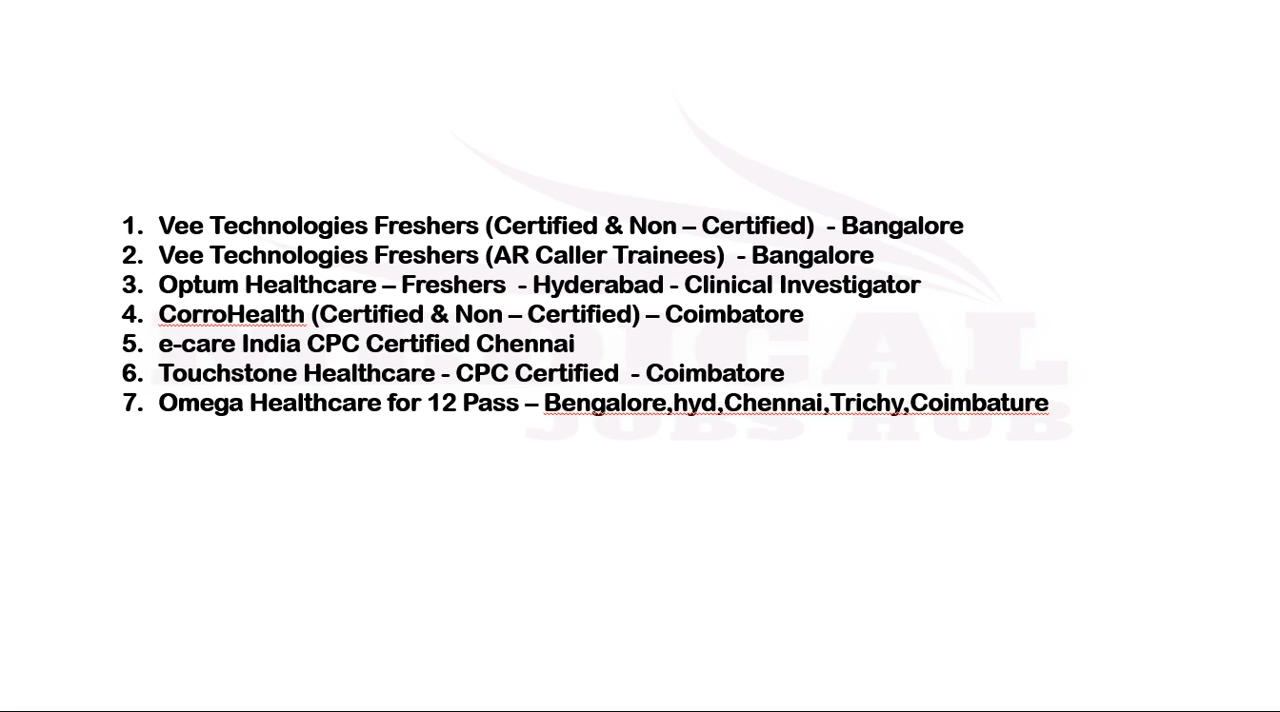 1. Vee Technologies Freshers (Certified & Non – Certified)  - Bangalore
2. Vee Technologies Freshers (AR Caller Trainees)  - Bangalore
3. Optum Healthcare – Freshers  - Hyderabad - Clinical Investigator
4. CorroHealth (Certified & Non – Certified) – Coimbatore
5. e-care India CPC Certified Chennai
6. Touchstone Healthcare - CPC Certified  - Coimbatore
7. Omega Healthcare for 12 Pass – Bengalore,hyd,Chennai,Trichy,Coimbature
JOBS HUB